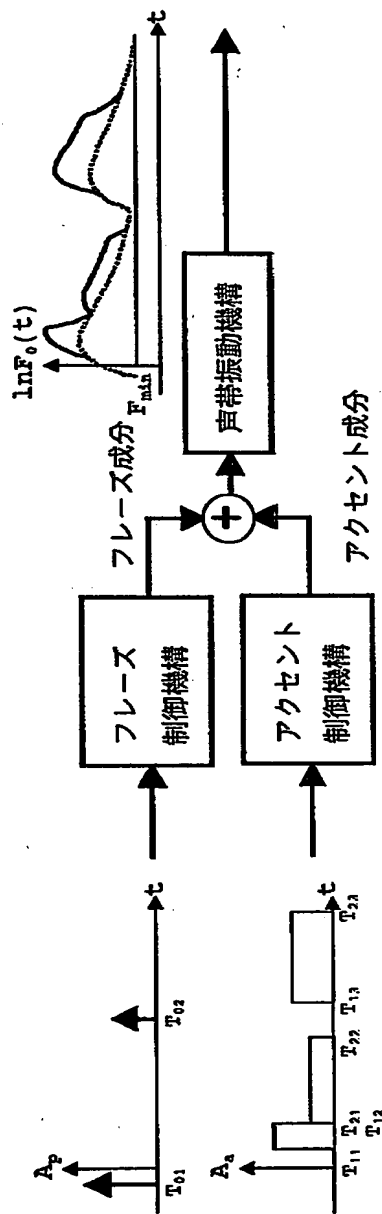 Ap
t
T01
T02
Aa
t
T11
T21
T12
T22
T13
T23
フレーズ
制御機構
アクセント
制御機構
フレーズ成分
アクセント成分
+
声帯振動機構
lnF0(t)
Fmin
t